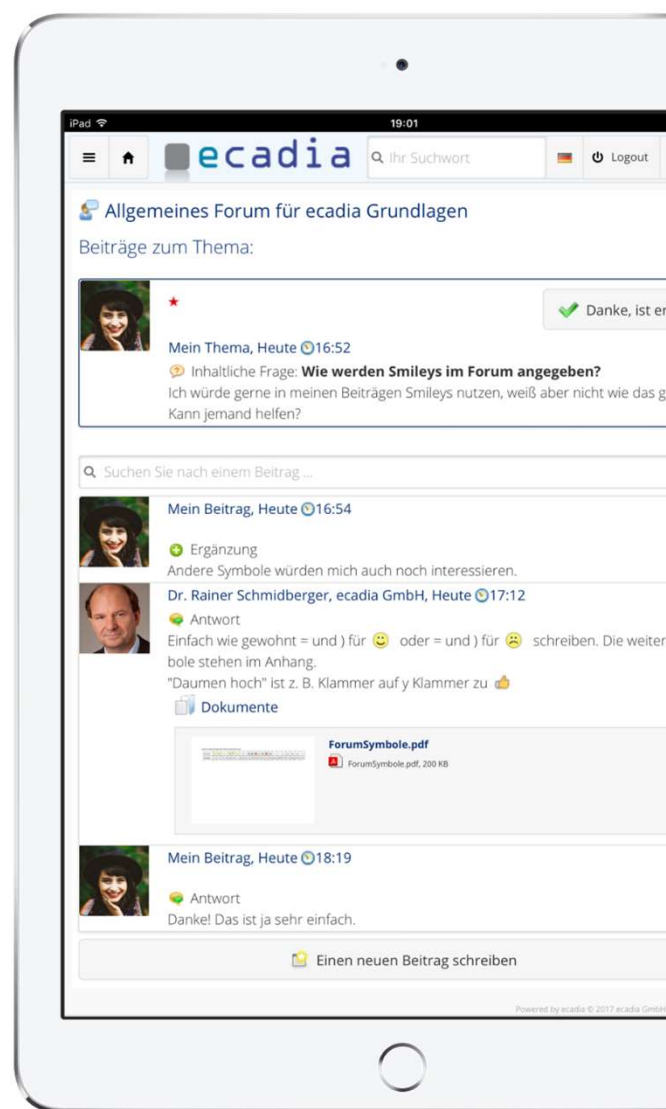 iPad 19:01
ecadia
Ihr Suchwort
Logout
Allgemeines Forum für ecadia Grundlagen
Beiträge zum Thema:
Danke, ist er
Mein Thema, Heute 16:52
Inhaltliche Frage: Wie werden Smileys im Forum angegeben?
Ich würde gerne in meinen Beiträgen Smileys nutzen, weiß aber nicht wie das g
Kann jemand helfen?
Suchen Sie nach einem Beitrag ...
Mein Beitrag, Heute 16:54
Ergänzung
Andere Symbole würden mich auch noch interessieren.
Dr. Rainer Schmidberger, ecadia GmbH, Heute 17:12
Antwort
Einfach wie gewohnt = und ) für oder = und ) für schreiben. Die weiter
bole stehen im Anhang.
"Daumen hoch" ist z. B. Klammer auf y Klammer zu
Dokumente
ForumSymbole.pdf
ForumSymbole.pdf, 200 KB
Mein Beitrag, Heute 18:19
Antwort
Danke! Das ist ja sehr einfach.
Einen neuen Beitrag schreiben
Powered by ecadia © 2017 ecadia GmbH